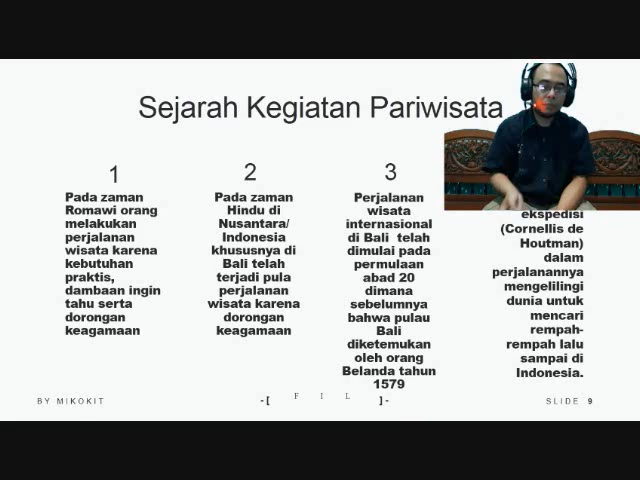 Sejarah Kegiatan Pariwisata
1
Pada zaman
Romawi orang
melakukan
perjalanan
wisata karena
kebutuhan
praktis,
dambaan ingin
tahu serta
dorongan
keagamaan
2
Pada zaman
Hindu di
Nusantara/
Indonesia
khususnya di
Bali telah
terjadi pula
perjalanan
wisata karena
dorongan
keagamaan
3
Perjalanan
wisata
internasional
di Bali telah
dimulai pada
permulaan
abad 20
dimana
sebelumnya
bahwa pulau
Bali
diketemukan
oleh orang
Belanda tahun
1579
ekspedisi
(Cornellis de
Houtman)
dalam
perjalanannya
mengelilingi
dunia untuk
mencari
rempah-
rempah lalu
sampai di
Indonesia.
BY MIKOKIT
-[ F I L ]-
SLIDE 9